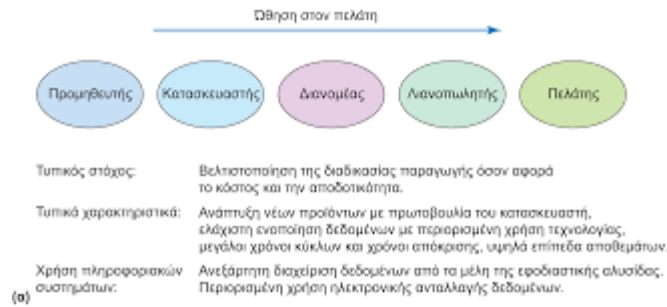 Ώθηση στον πελάτη
Προμηθευτής Κατασκευαστής Διανομέας Λιανοπωλητής Πελάτης
Τυπικός στόχος: Βελτιστοποίηση της διαδικασίας παραγωγής όσον αφορά
το κόστος και την αποδοτικότητα.
Τυπικά χαρακτηριστικά: Ανάπτυξη νέων προϊόντων με πρωτοβουλία του κατασκευαστή,
ελάχιστη ενοποίηση δεδομένων με περιορισμένη χρήση τεχνολογίας,
μεγάλοι χρόνοι κύκλων και χρόνοι απόκρισης, υψηλά επίπεδα αποθεμάτων.
Χρήση πληροφοριακών Ανεξάρτητη διαχείριση δεδομένων από τα μέλη της εφοδιαστικής αλυσίδας.
συστημάτων: Περιορισμένη χρήση ηλεκτρονικής ανταλλαγής δεδομένων.
(α)